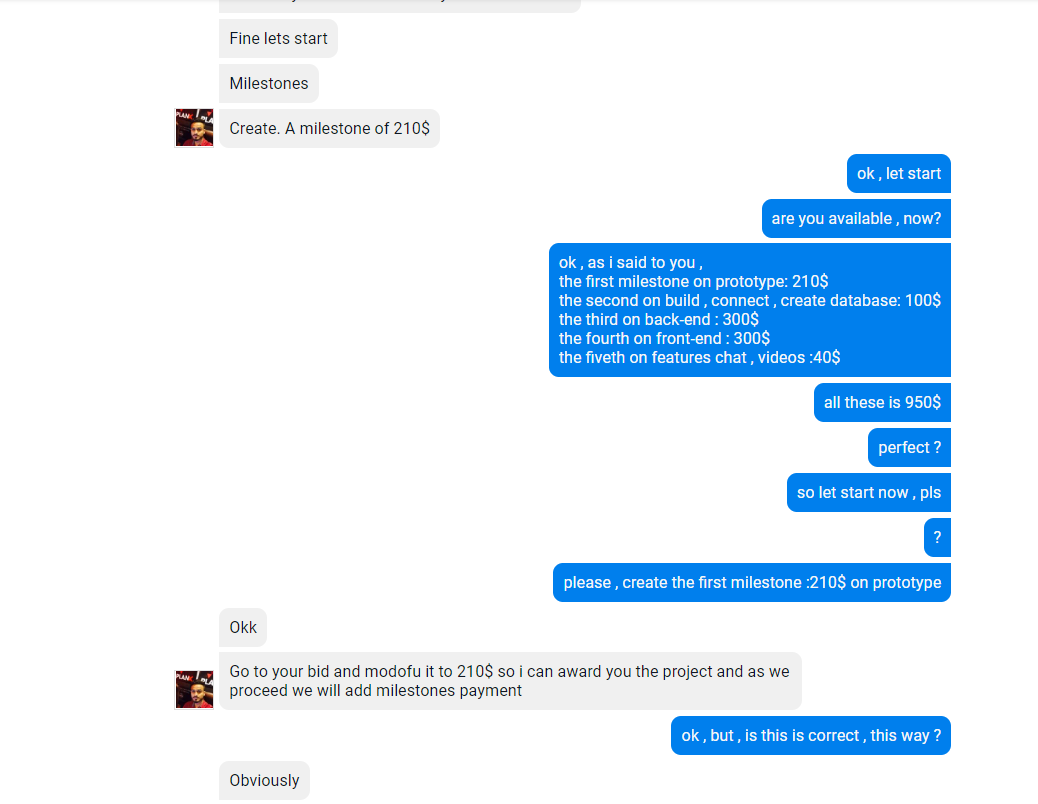 Fine lets start
Milestones
Create. A milestone of 210$
ok , let start
are you available , now?
ok , as i said to you ,
the first milestone on prototype: 210$
the second on build , connect , create database: 100$
the third on back-end : 300$
the fourth on front-end : 300$
the fiveth on features chat , videos :40$
all these is 950$
perfect ?
so let start now , pls
?
please , create the first milestone :210$ on prototype
Okk
Go to your bid and modofu it to 210$ so i can award you the project and as we
proceed we will add milestones payment
ok , but , is this is correct , this way ?
Obviously